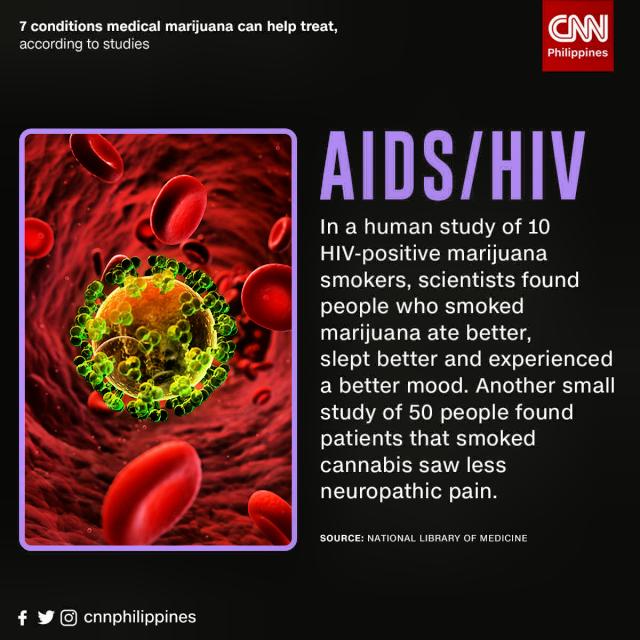 7 conditions medical marijuana can help treat,
according to studies
CNN
Philippines
AIDS/HIV
In a human study of 10
HIV-positive marijuana
smokers, scientists found
people who smoked
marijuana ate better,
slept better and experienced
a better mood. Another small
study of 50 people found
patients that smoked
cannabis saw less
neuropathic pain.
SOURCE: NATIONAL LIBRARY OF MEDICINE
cnnphilippines